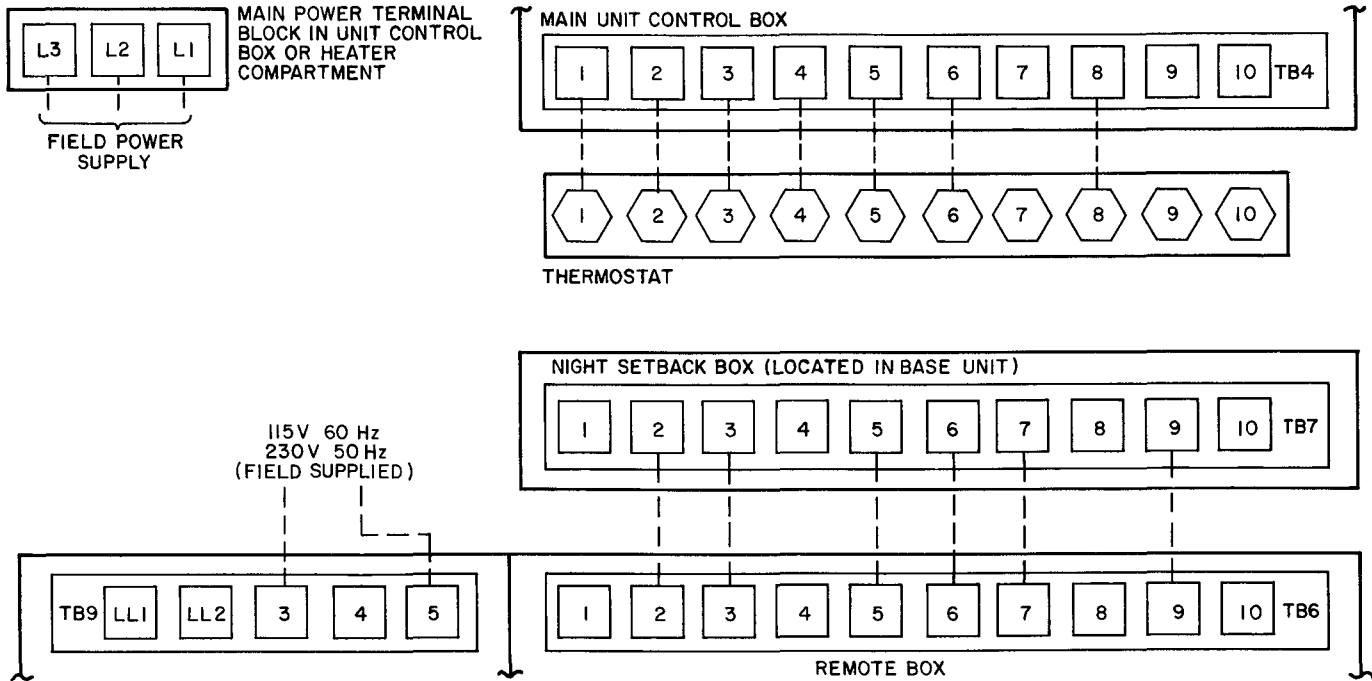 L3 L2 L1
MAIN POWER TERMINAL
BLOCK IN UNIT CONTROL
BOX OR HEATER
COMPARTMENT
FIELD POWER
SUPPLY
MAIN UNIT CONTROL BOX
1 2 3 4 5 6 7 8 9 10 TB4
1 2 3 4 5 6 7 8 9 10
THERMOSTAT
NIGHT SETBACK BOX (LOCATED IN BASE UNIT)
1 2 3 4 5 6 7 8 9 10 TB7
115V 60 Hz
230V 50Hz
(FIELD SUPPLIED)
TB9 LL1 LL2 3 4 5
1 2 3 4 5 6 7 8 9 10 TB6
REMOTE BOX